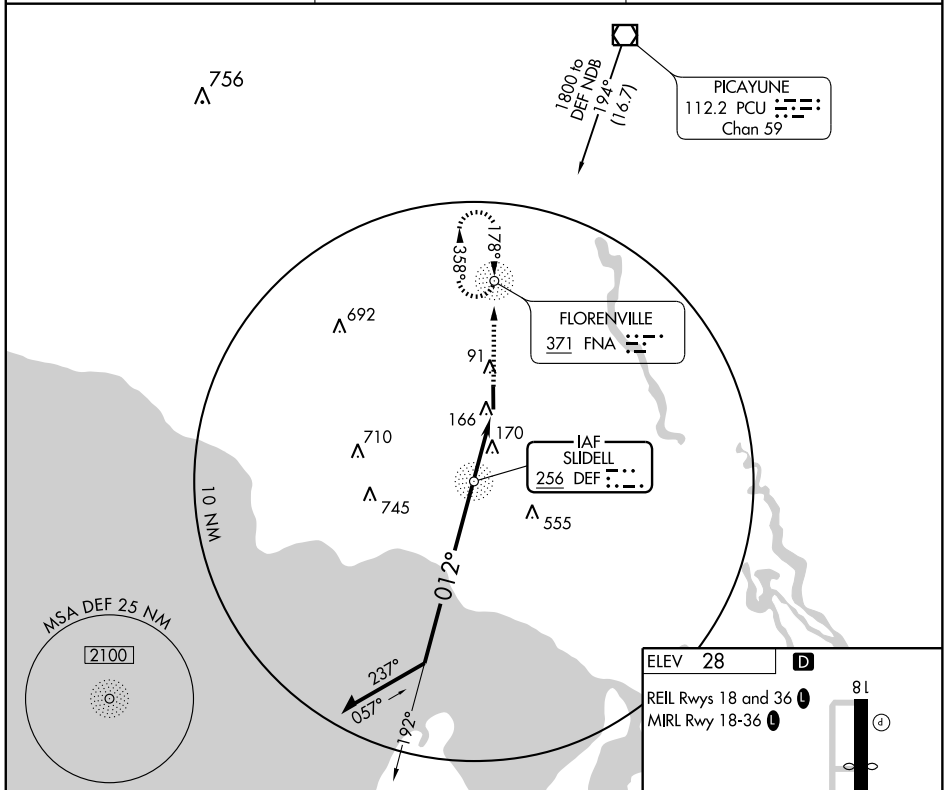 756
1800 to
DEF NDB
194°
(16.7)
PICAYUNE
112.2 PCU
Chan 59
178°
358°
692
FLORENVILLE
371 FNA
91
166
170
710
IAF
SLIDELL
256 DEF
745
555
10 NM
012°
MSA DEF 25 NM
2100
237°
057°
192°
ELEV 28 D
REIL Rwys 18 and 36 L
MIRL Rwy 18-36 L
18
P